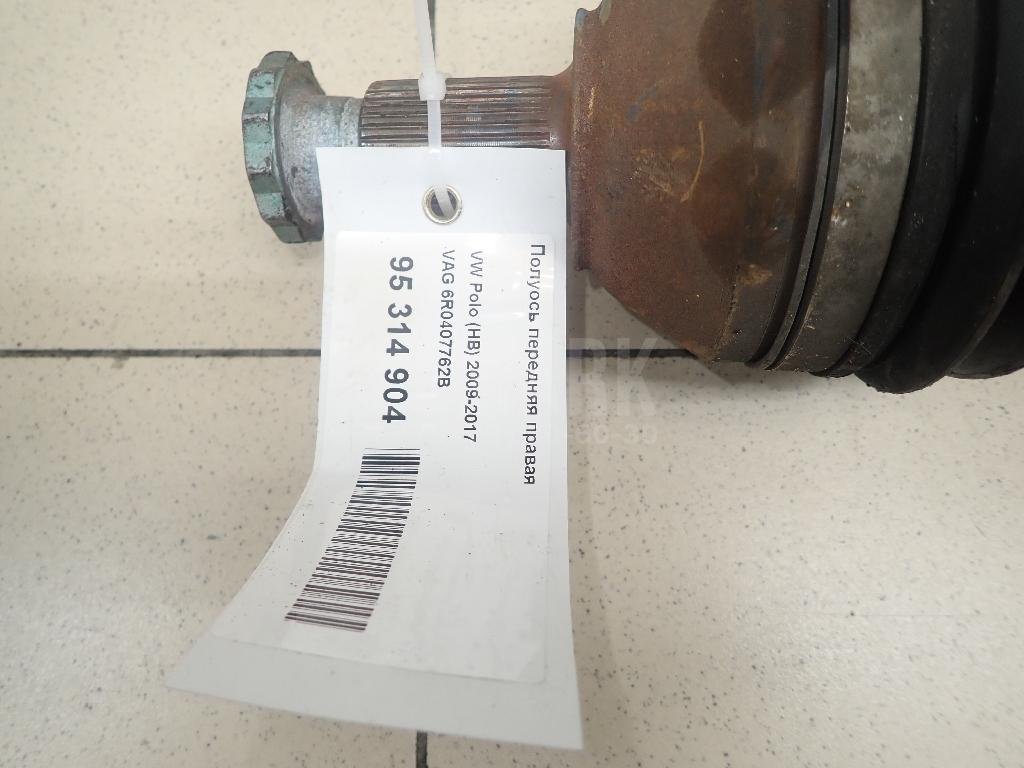 Полуось передняя правая
VW Polo (HB) 2009-2017
VAG 6R0407762B
95 314 904